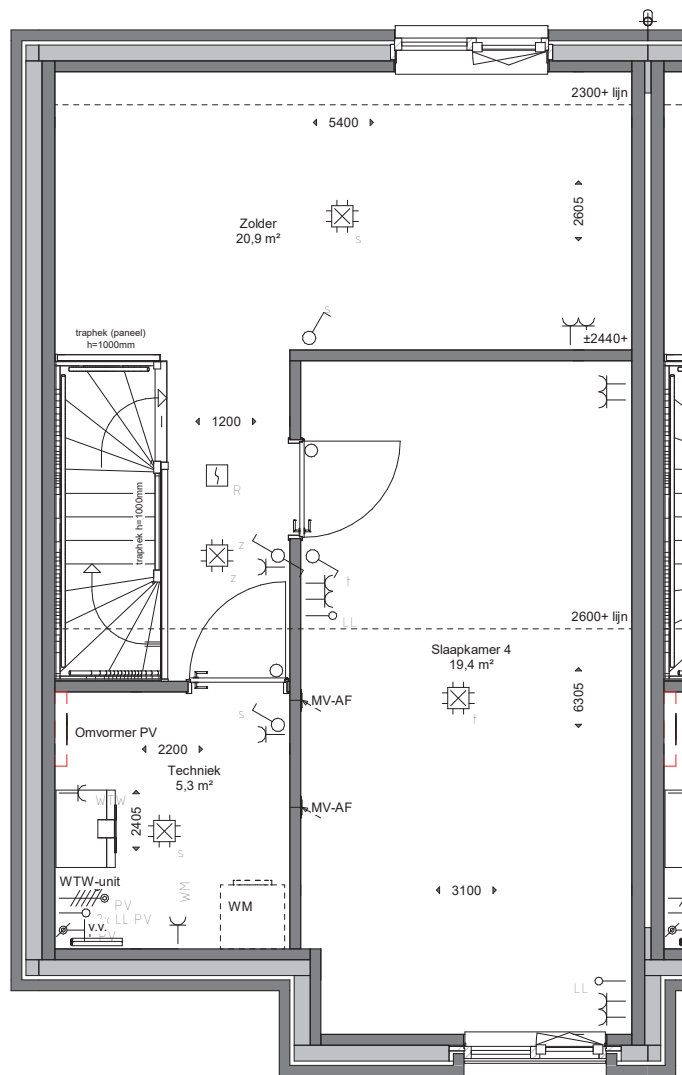 2300+ lijn
5400
2605
Zolder
20,9 m²
s
s
±2440+
traphek (paneel)
h=1000mm
1200
traphek h=1000mm
R
z
z
t
LL
2600+ lijn
Slaapkamer 4
19,4 m²
6305
t
MV-AF
s
Omvormer PV
2200
Techniek
5,3 m²
WTW
2405
MV-AF
s
3100
WTW-unit
WM
WM
PV
LL PV
v.v.
PV
LL